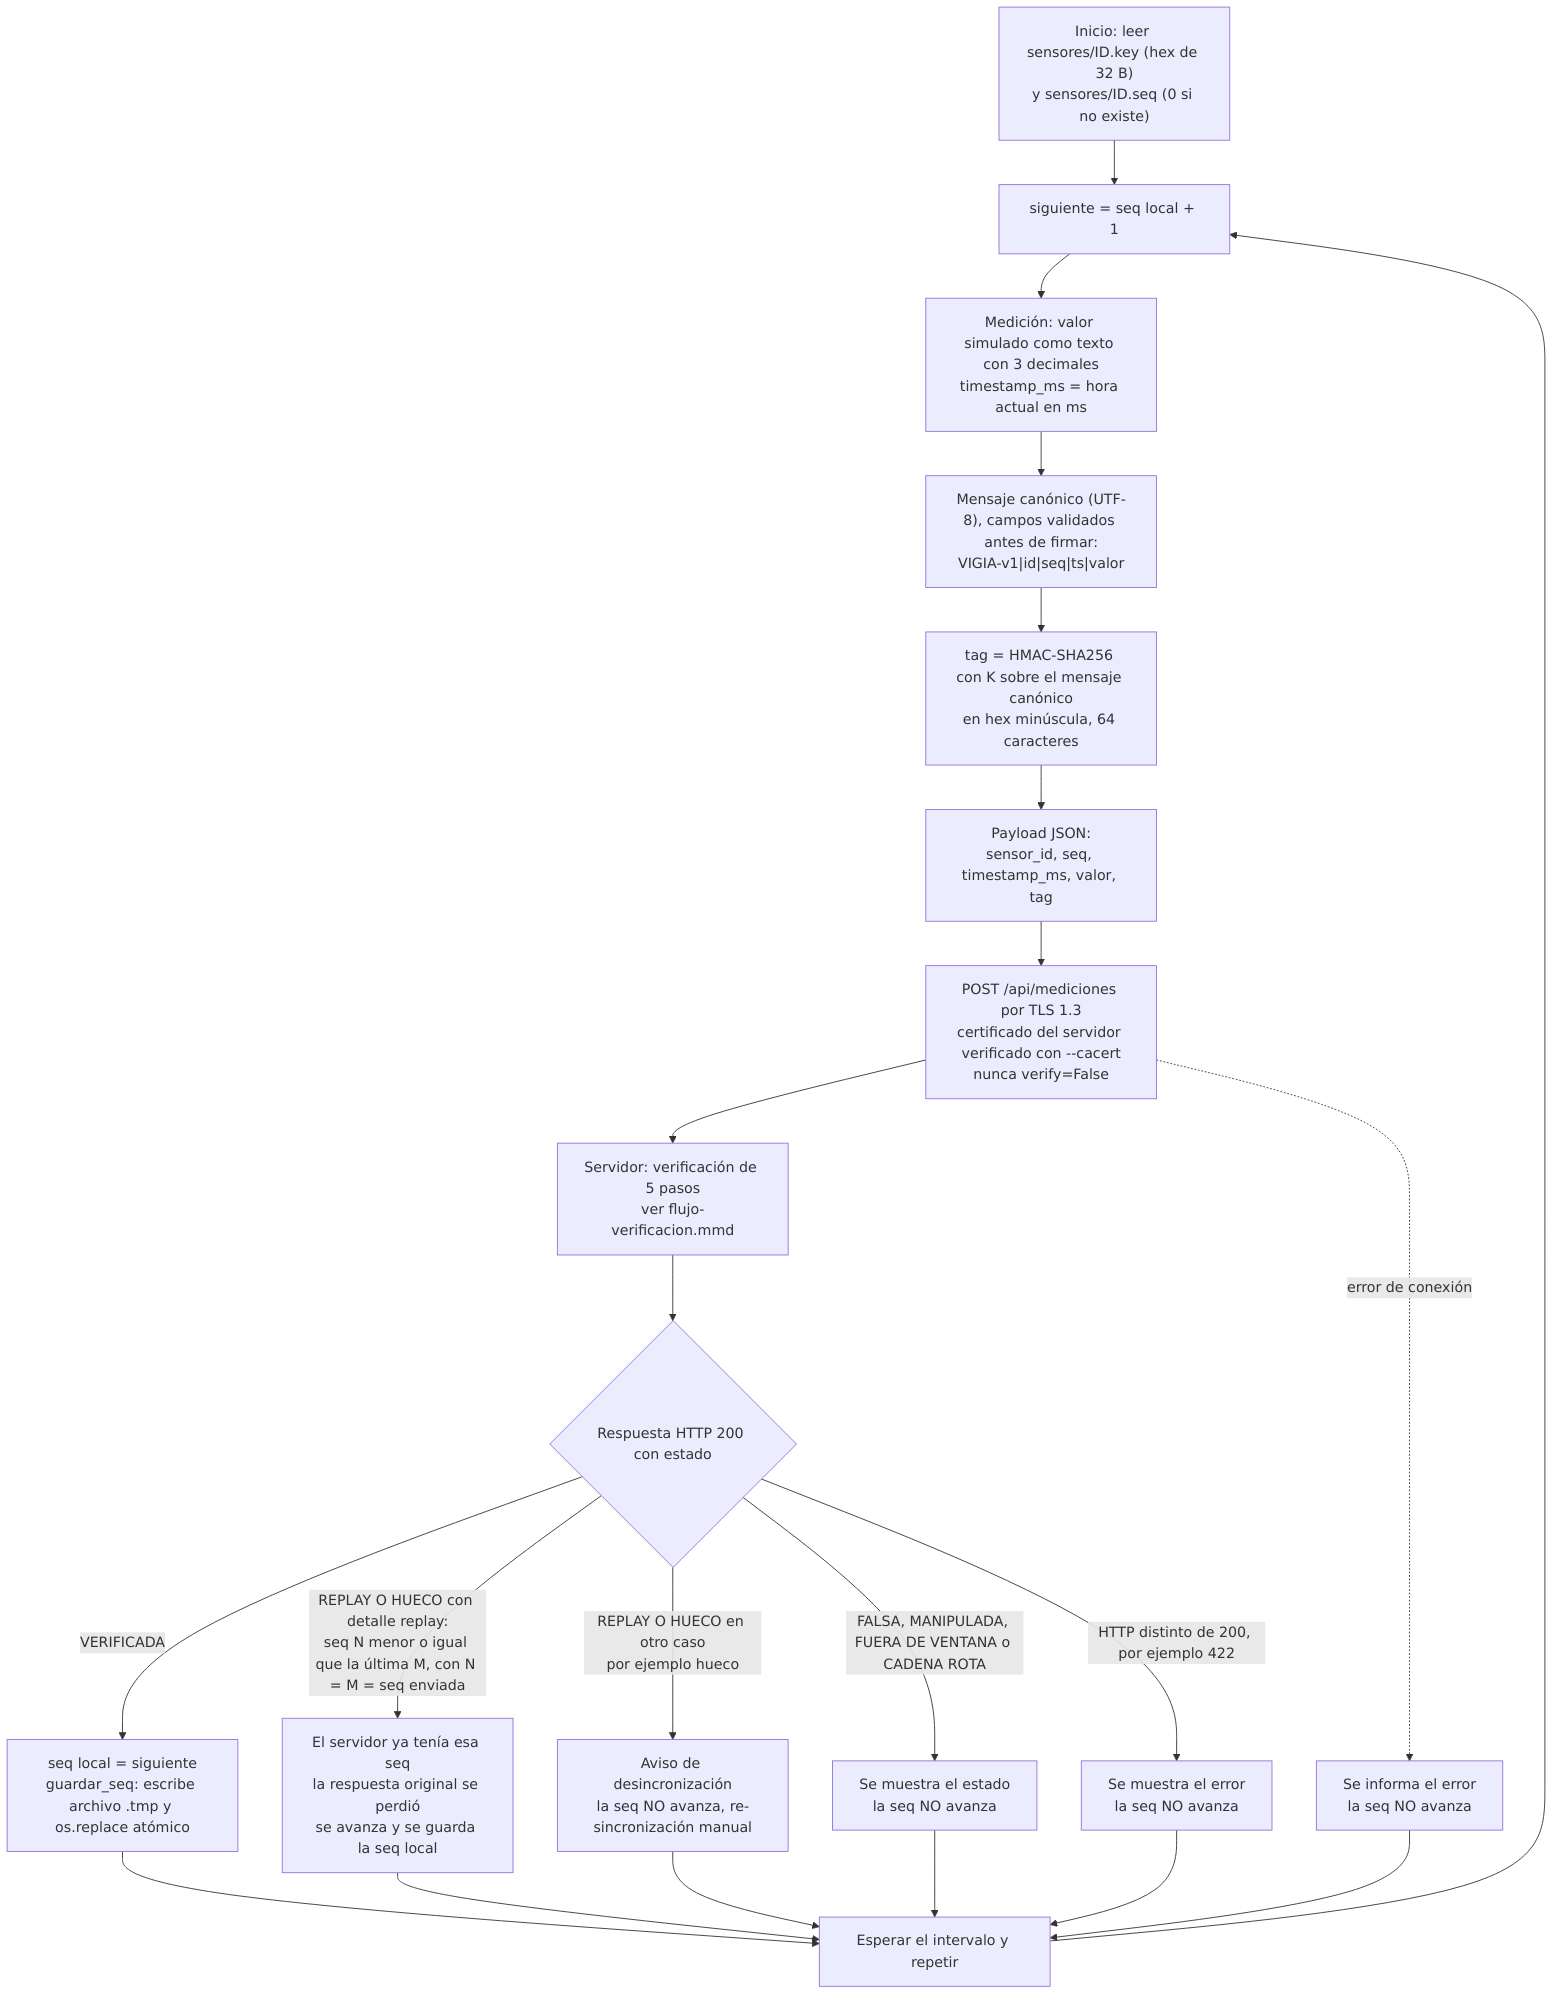 Inicio: leer
sensores/ID.key (hex de
32 B)
y sensores/ID.seq (0 si
no existe)
siguiente = seq local +
1
Medición: valor
simulado como texto
con 3 decimales
timestamp_ms = hora
actual en ms
Mensaje canónico (UTF-
8), campos validados
antes de firmar:
VIGIA-v1|id|seq|ts|valor
tag = HMAC-SHA256
con K sobre el mensaje
canónico
en hex minúscula, 64
caracteres
Payload JSON:
sensor_id, seq,
timestamp_ms, valor,
tag
POST /api/mediciones
por TLS 1.3
certificado del servidor
verificado con --cacert
nunca verify=False
Servidor: verificación de
5 pasos
ver flujo-
verificacion.mmd
error de conexión
Respuesta HTTP 200
con estado
VERIFICADA
REPLAY O HUECO con
detalle replay:
seq N menor o igual
que la última M, con N
= M = seq enviada
REPLAY O HUECO en
otro caso
por ejemplo hueco
FALSA, MANIPULADA,
FUERA DE VENTANA o
CADENA ROTA
HTTP distinto de 200,
por ejemplo 422
seq local = siguiente
guardar_seq: escribe
archivo .tmp y
os.replace atómico
El servidor ya tenía esa
seq
la respuesta original se
perdió
se avanza y se guarda
la seq local
Aviso de
desincronización
la seq NO avanza, re-
sincronización manual
Se muestra el estado
la seq NO avanza
Se muestra el error
la seq NO avanza
Se informa el error
la seq NO avanza
Esperar el intervalo y
repetir